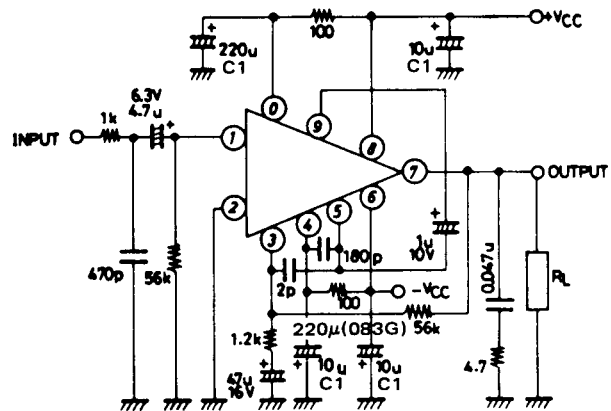 +VCC
100
220u
C1
10u
C1
6.3V
4.7u
1k
INPUT
0
9
8
1
7
OUTPUT
2
6
5
4
3
470p
56k
180p
2p
1u
10V
0.047u
RL
100
-VCC
1.2k
220μ(083G)
56k
47u
16V
10u
C1
10u
C1
4.7